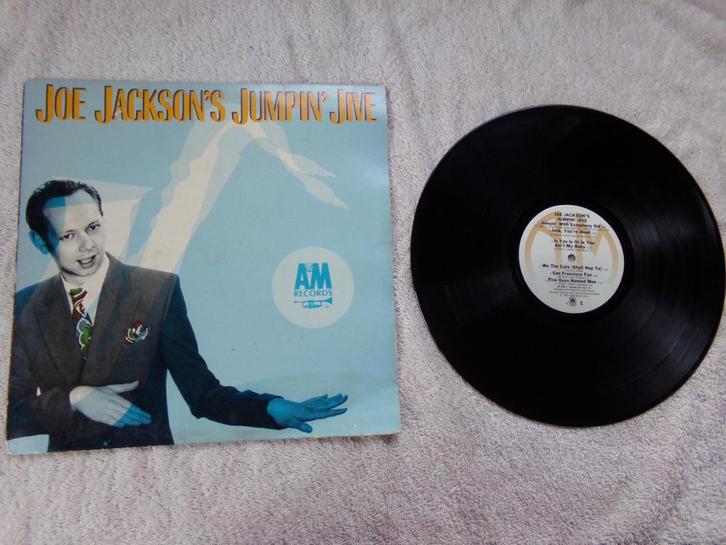 JOE JACKSON'S JUMPIN' JIVE
A&M
RECORDS
JOE JACKSON'S
JUMPIN' JIVE
Jumpin' With Symphony Sid
Jack, You're Dead
Is You Is Or Is You
Ain't My Baby
We The Cats (Shall Hep Ya)
San Francisco Fan
Five Guys Named Moe
1